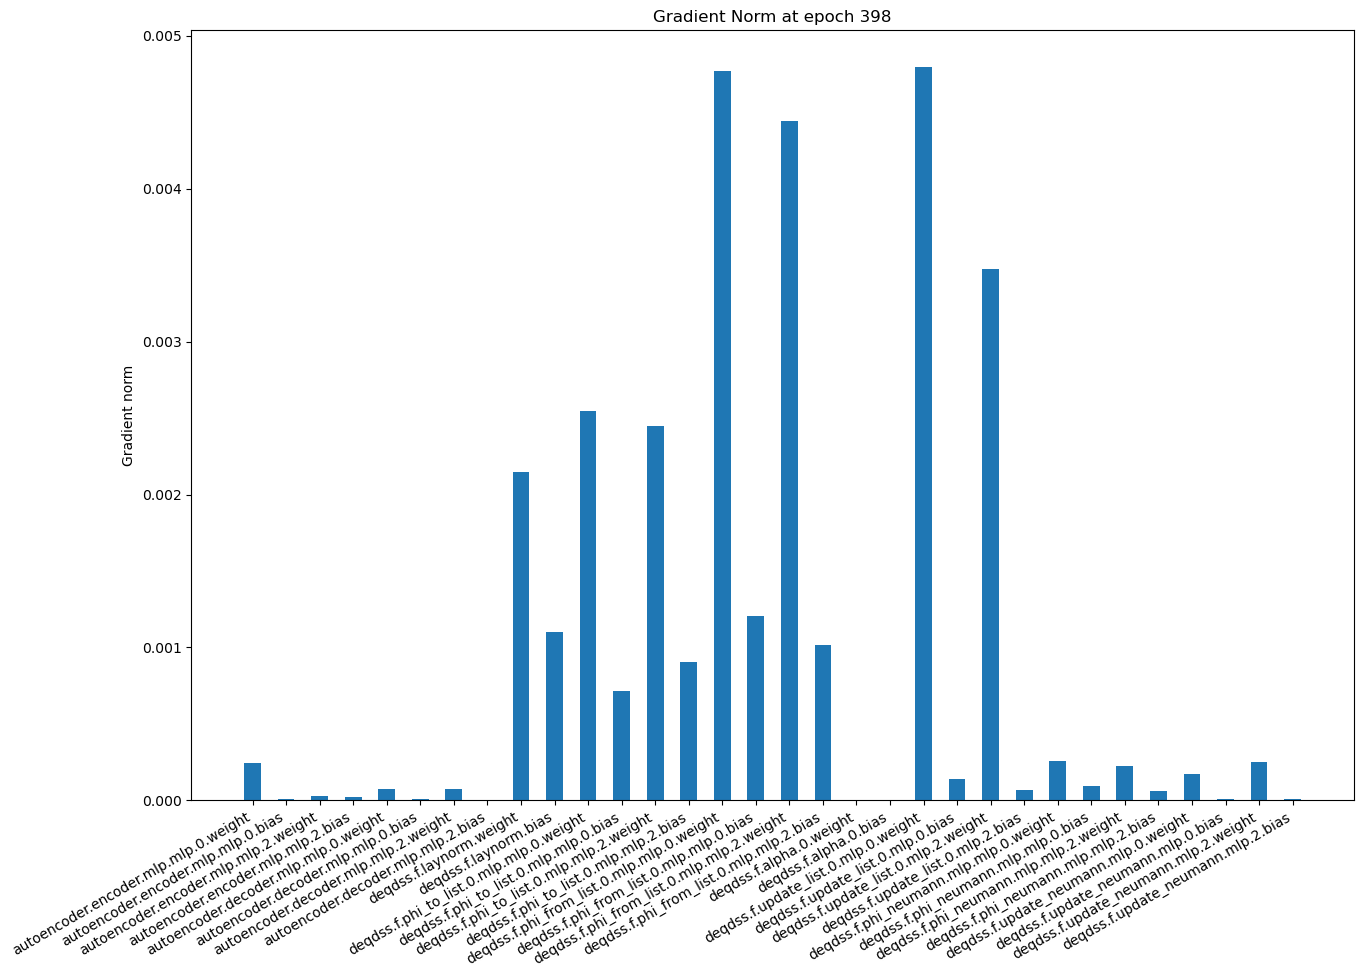 Gradient Norm at epoch 398
Gradient norm
0.005
0.004
0.003
0.002
0.001
0.000
autoencoder.encoder.mlp.mlp.0.weight
autoencoder.encoder.mlp.mlp.0.bias
autoencoder.encoder.mlp.mlp.2.weight
autoencoder.encoder.mlp.mlp.2.bias
autoencoder.decoder.mlp.mlp.0.weight
autoencoder.decoder.mlp.mlp.0.bias
autoencoder.decoder.mlp.mlp.2.weight
autoencoder.decoder.mlp.mlp.2.bias
deqdss.f.laynorm.weight
deqdss.f.laynorm.bias
deqdss.f.phi_to_list.0.mlp.mlp.0.weight
deqdss.f.phi_to_list.0.mlp.mlp.0.bias
deqdss.f.phi_to_list.0.mlp.mlp.2.weight
deqdss.f.phi_to_list.0.mlp.mlp.2.bias
deqdss.f.phi_from_list.0.mlp.mlp.0.weight
deqdss.f.phi_from_list.0.mlp.mlp.0.bias
deqdss.f.phi_from_list.0.mlp.mlp.2.weight
deqdss.f.phi_from_list.0.mlp.mlp.2.bias
deqdss.f.alpha.0.weight
deqdss.f.alpha.0.bias
deqdss.f.update_list.0.mlp.0.weight
deqdss.f.update_list.0.mlp.0.bias
deqdss.f.update_list.0.mlp.2.weight
deqdss.f.update_list.0.mlp.2.bias
deqdss.f.phi_neumann.mlp.mlp.0.weight
deqdss.f.phi_neumann.mlp.mlp.0.bias
deqdss.f.phi_neumann.mlp.mlp.2.weight
deqdss.f.phi_neumann.mlp.mlp.2.bias
deqdss.f.update_neumann.mlp.0.weight
deqdss.f.update_neumann.mlp.0.bias
deqdss.f.update_neumann.mlp.2.weight
deqdss.f.update_neumann.mlp.2.bias